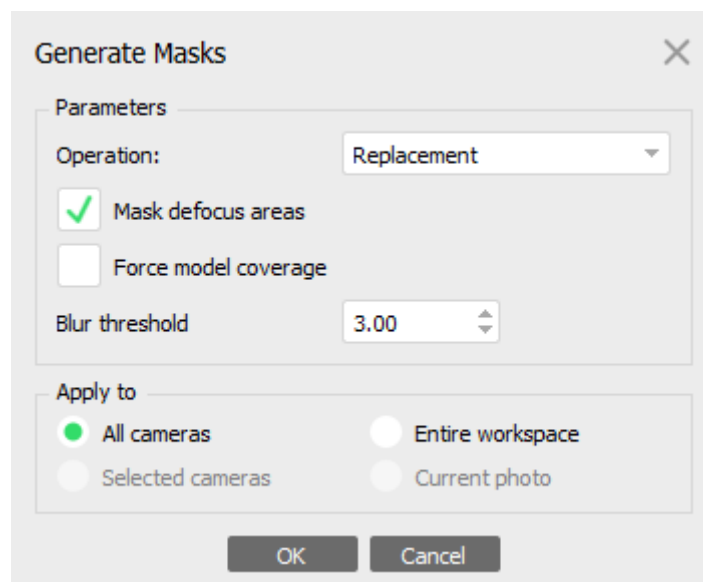 Generate Masks
Parameters
Operation: Replacement
Mask defocus areas
Force model coverage
Blur threshold 3.00
Apply to
All cameras Entire workspace
Selected cameras Current photo
OK Cancel